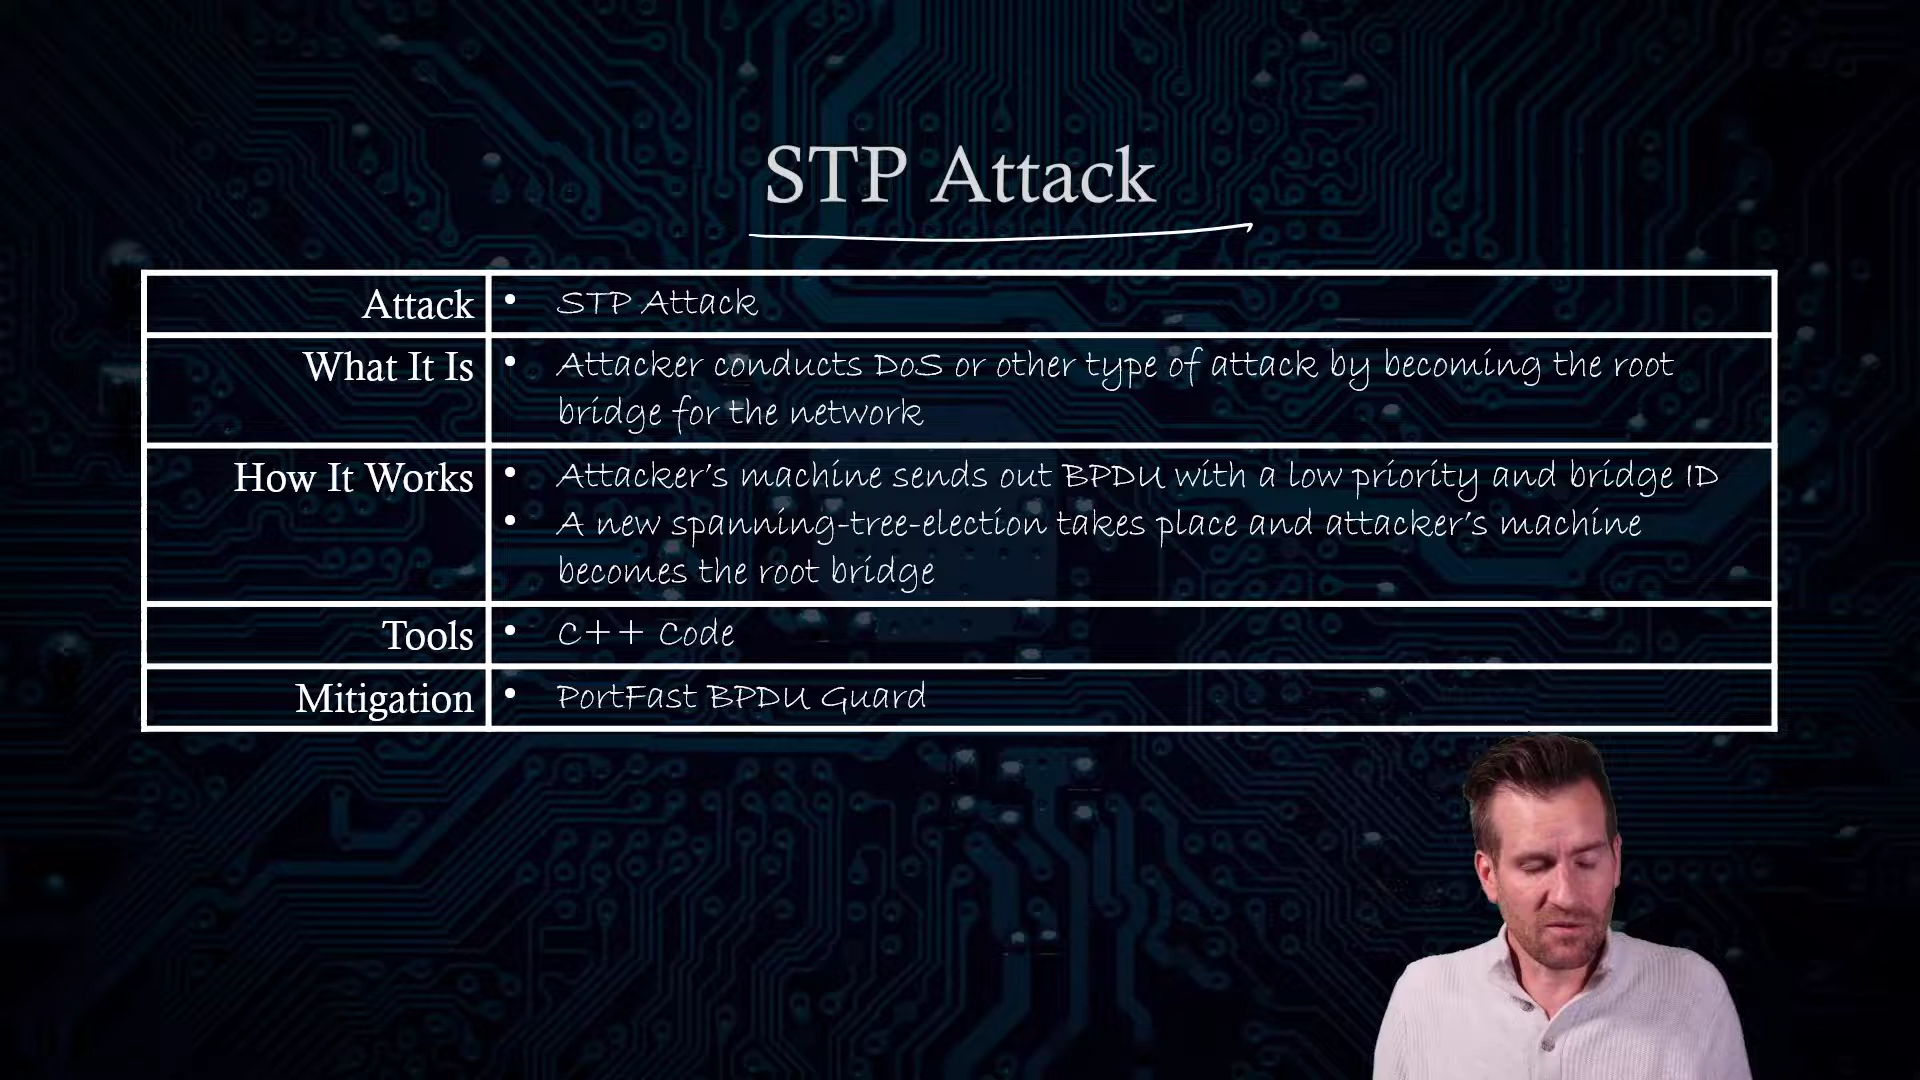 STP Attack
Attack
• STP Attack
What It Is
• Attacker conducts DoS or other type of attack by becoming the root
bridge for the network
How It Works
• Attacker's machine sends out BPDU with a low priority and bridge ID
• A new spanning-tree-election takes place and attacker's machine
becomes the root bridge
Tools
• C++ Code
Mitigation
• PortFast BPDU Guard